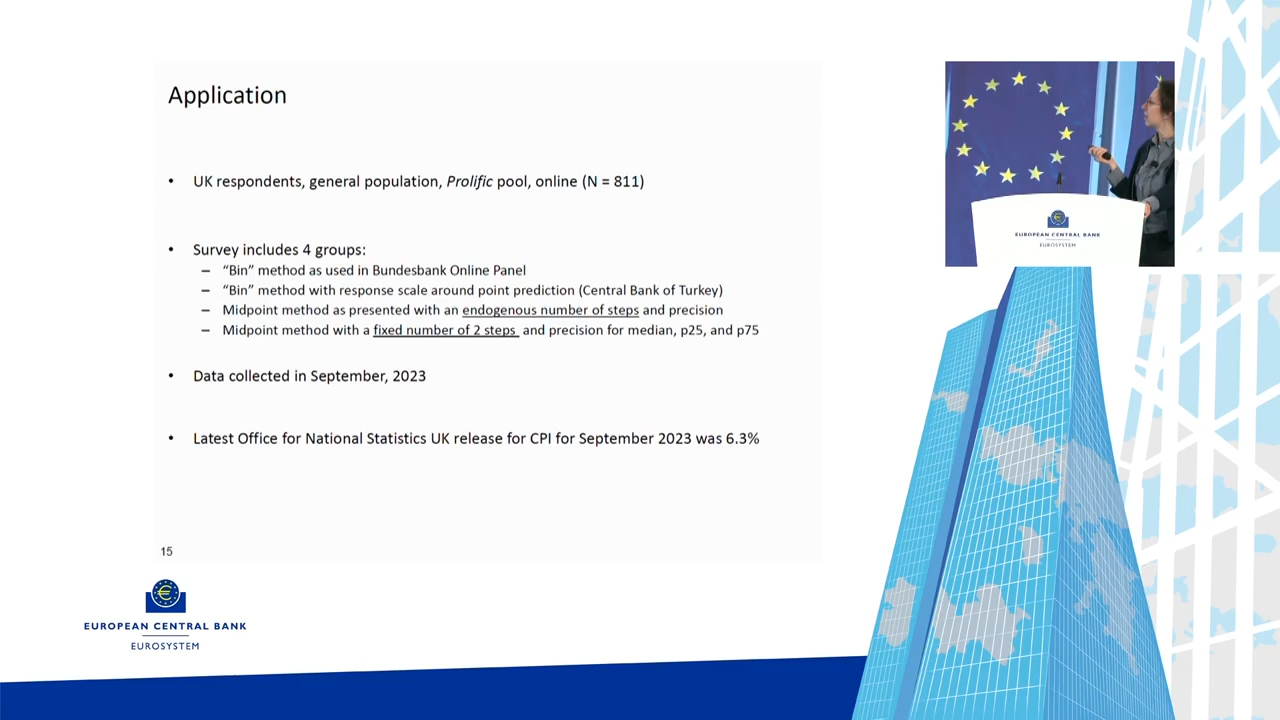 Application
• UK respondents, general population, Prolific pool, online (N = 811)
• Survey includes 4 groups:
– “Bin” method as used in Bundesbank Online Panel
– “Bin” method with response scale around point prediction (Central Bank of Turkey)
– Midpoint method as presented with an endogenous number of steps and precision
– Midpoint method with a fixed number of 2 steps and precision for median, p25, and p75
• Data collected in September, 2023
• Latest Office for National Statistics UK release for CPI for September 2023 was 6.3%
15
EUROPEAN CENTRAL BANK
EUROSYSTEM
EUROPEAN CENTRAL BANK
EUROSYSTEM